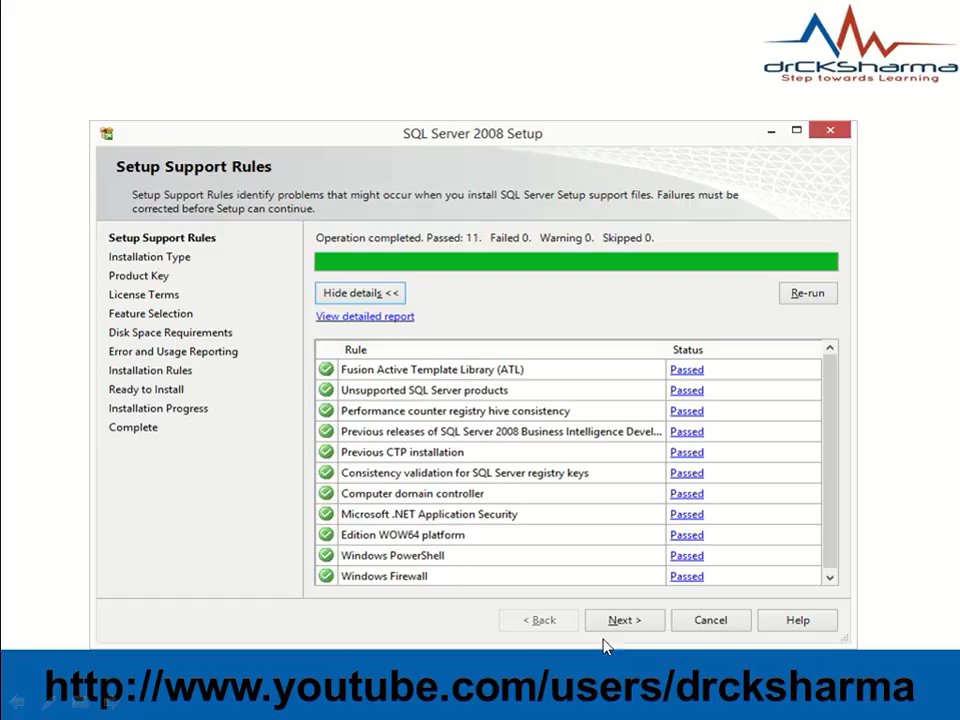 drCKSharma
Step towards Learning
SQL Server 2008 Setup
Setup Support Rules
Setup Support Rules identify problems that might occur when you install SQL Server Setup support files. Failures must be
corrected before Setup can continue.
Setup Support Rules
Installation Type
Product Key
License Terms
Feature Selection
Disk Space Requirements
Error and Usage Reporting
Installation Rules
Ready to Install
Installation Progress
Complete
Operation completed. Passed: 11.  Failed 0.  Warning 0.  Skipped 0.
Hide details <<
Re-run
View detailed report
Rule Status
Fusion Active Template Library (ATL) Passed
Unsupported SQL Server products Passed
Performance counter registry hive consistency Passed
Previous releases of SQL Server 2008 Business Intelligence Devel... Passed
Previous CTP installation Passed
Consistency validation for SQL Server registry keys Passed
Computer domain controller Passed
Microsoft .NET Application Security Passed
Edition WOW64 platform Passed
Windows PowerShell Passed
Windows Firewall Passed
< Back Next > Cancel Help
http://www.youtube.com/users/drcksharma